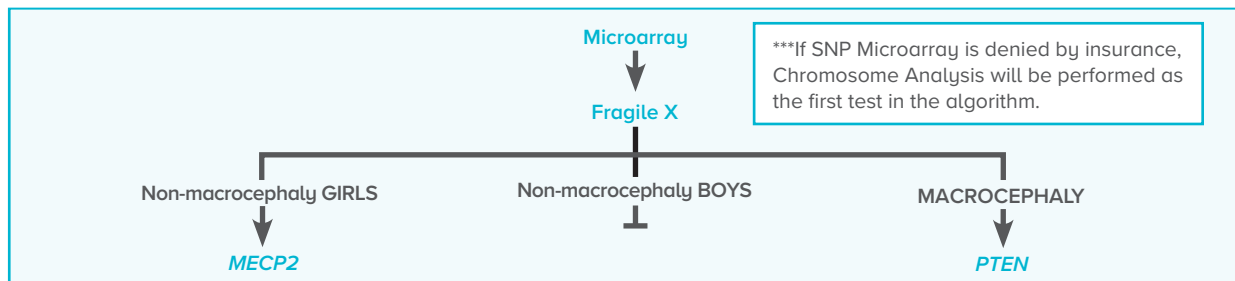 Microarray
***If SNP Microarray is denied by insurance,
Chromosome Analysis will be performed as
the first test in the algorithm.
Fragile X
Non-macrocephaly GIRLS
Non-macrocephaly BOYS
MACROCEPHALY
MECP2
PTEN